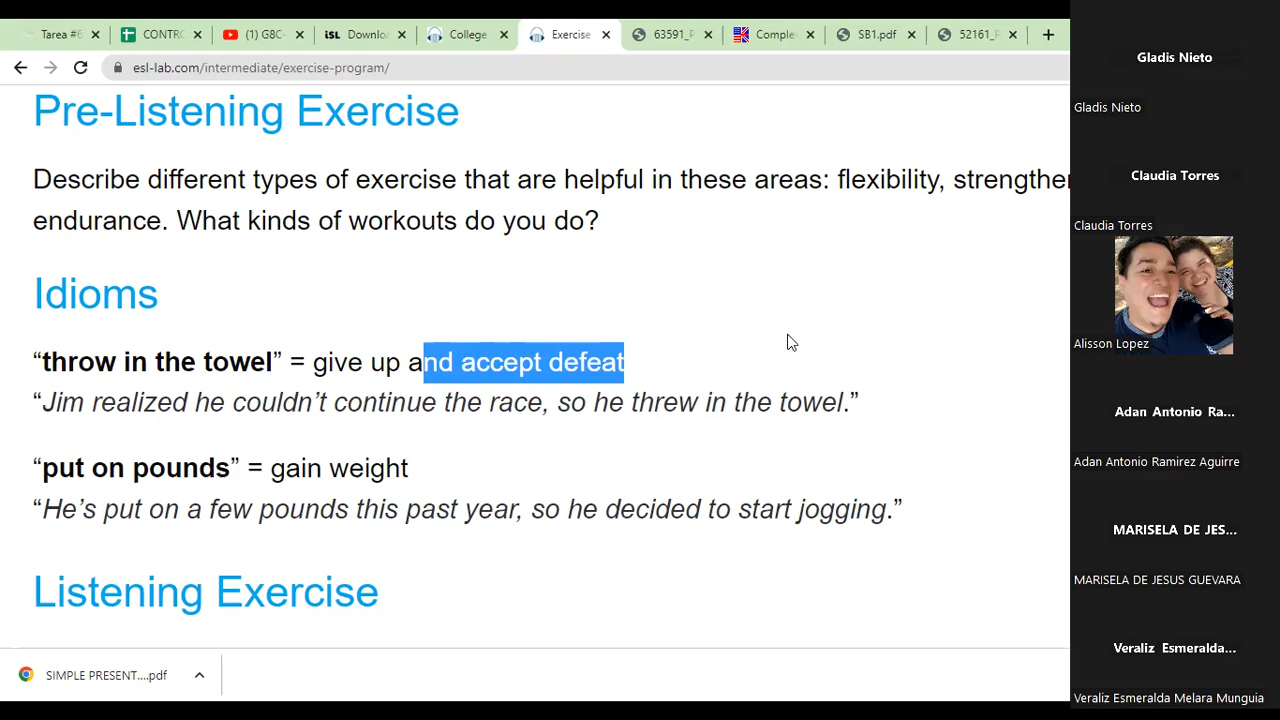 Tarea #6
CONTRO
(1) G8C-
iSL Downlo
College
Exercise
63591_P
Comple
SB1.pdf
52161_P
esl-lab.com/intermediate/exercise-program/
Pre-Listening Exercise
Describe different types of exercise that are helpful in these areas: flexibility, strengthen
endurance. What kinds of workouts do you do?
Idioms
“throw in the towel” = give up and accept defeat
“Jim realized he couldn’t continue the race, so he threw in the towel.”
“put on pounds” = gain weight
“He’s put on a few pounds this past year, so he decided to start jogging.”
Listening Exercise
SIMPLE PRESENT....pdf
Gladis Nieto
Gladis Nieto
Claudia Torres
Claudia Torres
Alisson Lopez
Adan Antonio Ra...
Adan Antonio Ramirez Aguirre
MARISELA DE JES...
MARISELA DE JESUS GUEVARA
Veraliz Esmeralda...
Veraliz Esmeralda Melara Munguia